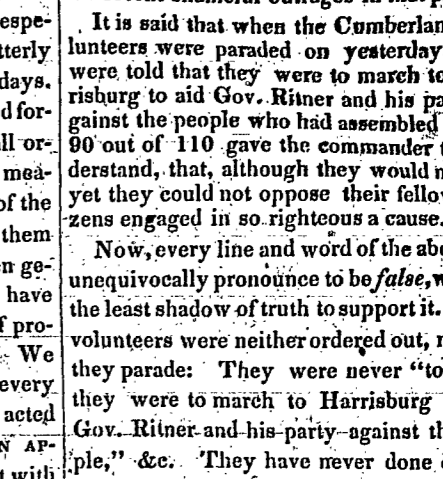 espe-
tterly
days.
d for-
ll or-
mea-
of the
them
n ge-
have
f pro-
We
every
acted
N AP-
t with
It is said that when the Cumberlan
lunteers were paraded on yesterday
were told that they were to march to
risburg to aid Gov. Ritner and his pa
gainst the people who had assembled
90 out of 110 gave the commander t
derstand, that, although they would n
yet they could not oppose their fello
zens engaged in so righteous a cause.
Now, every line and word of the abo
unequivocally pronounce to be false, w
the least shadow of truth to support it.
volunteers were neither ordered out, n
they parade: They were never "to
they were to march to Harrisburg
Gov. Ritner and his party against th
ple," &c. They have never done